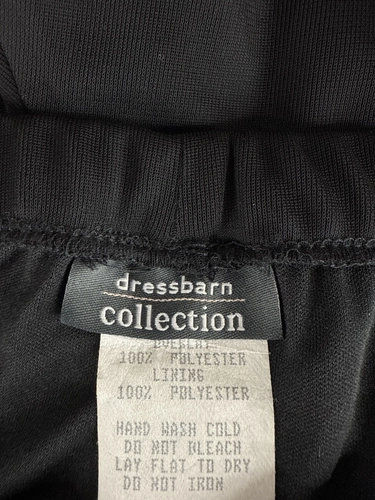 dressbarn
collection
OVERLAY
100% POLYESTER
LINING
100% POLYESTER
HAND WASH COLD
DO NOT BLEACH
LAY FLAT TO DRY
DO NOT IRON